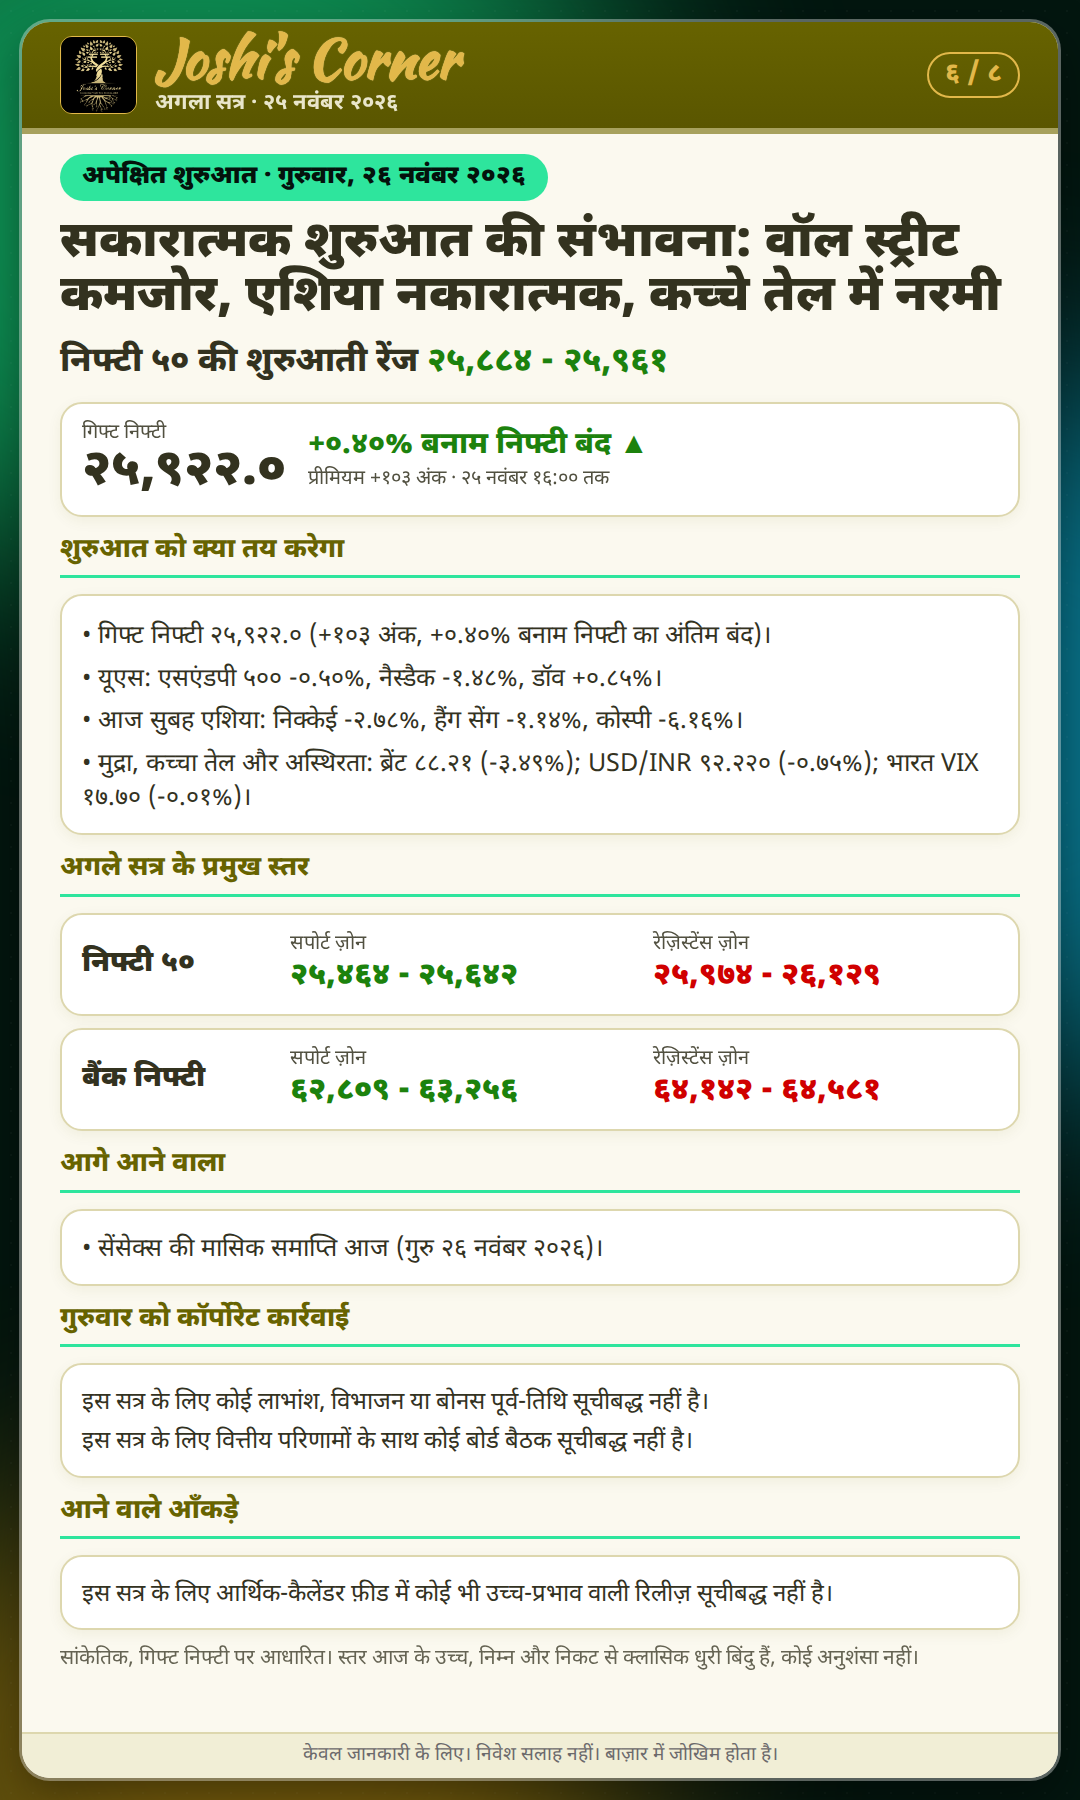 Joshi's Corner
Joshi's Corner
अगला सत्र · २५ नवंबर २०२६
६ / ८
अपेक्षित शुरुआत · गुरुवार, २६ नवंबर २०२६
सकारात्मक शुरुआत की संभावना: वॉल स्ट्रीट
कमजोर, एशिया नकारात्मक, कच्चे तेल में नरमी
निफ्टी ५० की शुरुआती रेंज २५,८८४ - २५,९६१
गिफ्ट निफ्टी
२५,९२२.०
+०.४०% बनाम निफ्टी बंद ▲
प्रीमियम +१०३ अंक · २५ नवंबर १६:०० तक
शुरुआत को क्या तय करेगा
• गिफ्ट निफ्टी २५,९२२.० (+१०३ अंक, +०.४०% बनाम निफ्टी का अंतिम बंद)।
• यूएस: एसएंडपी ५०० -०.५०%, नैस्डैक -१.४८%, डॉव +०.८५%।
• आज सुबह एशिया: निक्केई -२.७८%, हैंग सेंग -१.१४%, कोस्पी -६.१६%।
• मुद्रा, कच्चा तेल और अस्थिरता: ब्रेंट ८८.२१ (-३.४९%); USD/INR ९२.२२० (-०.७५%); भारत VIX
१७.७० (-०.०१%)।
अगले सत्र के प्रमुख स्तर
निफ्टी ५०
सपोर्ट ज़ोन
२५,४६४ - २५,६४२
रेज़िस्टेंस ज़ोन
२५,९७४ - २६,१२९
बैंक निफ्टी
सपोर्ट ज़ोन
६२,८०९ - ६३,२५६
रेज़िस्टेंस ज़ोन
६४,१४२ - ६४,५८१
आगे आने वाला
• सेंसेक्स की मासिक समाप्ति आज (गुरु २६ नवंबर २०२६)।
गुरुवार को कॉर्पोरेट कार्रवाई
इस सत्र के लिए कोई लाभांश, विभाजन या बोनस पूर्व-तिथि सूचीबद्ध नहीं है।
इस सत्र के लिए वित्तीय परिणामों के साथ कोई बोर्ड बैठक सूचीबद्ध नहीं है।
आने वाले आँकड़े
इस सत्र के लिए आर्थिक-कैलेंडर फ़ीड में कोई भी उच्च-प्रभाव वाली रिलीज़ सूचीबद्ध नहीं है।
सांकेतिक, गिफ्ट निफ्टी पर आधारित। स्तर आज के उच्च, निम्न और निकट से क्लासिक धुरी बिंदु हैं, कोई अनुशंसा नहीं।
केवल जानकारी के लिए। निवेश सलाह नहीं। बाज़ार में जोखिम होता है।